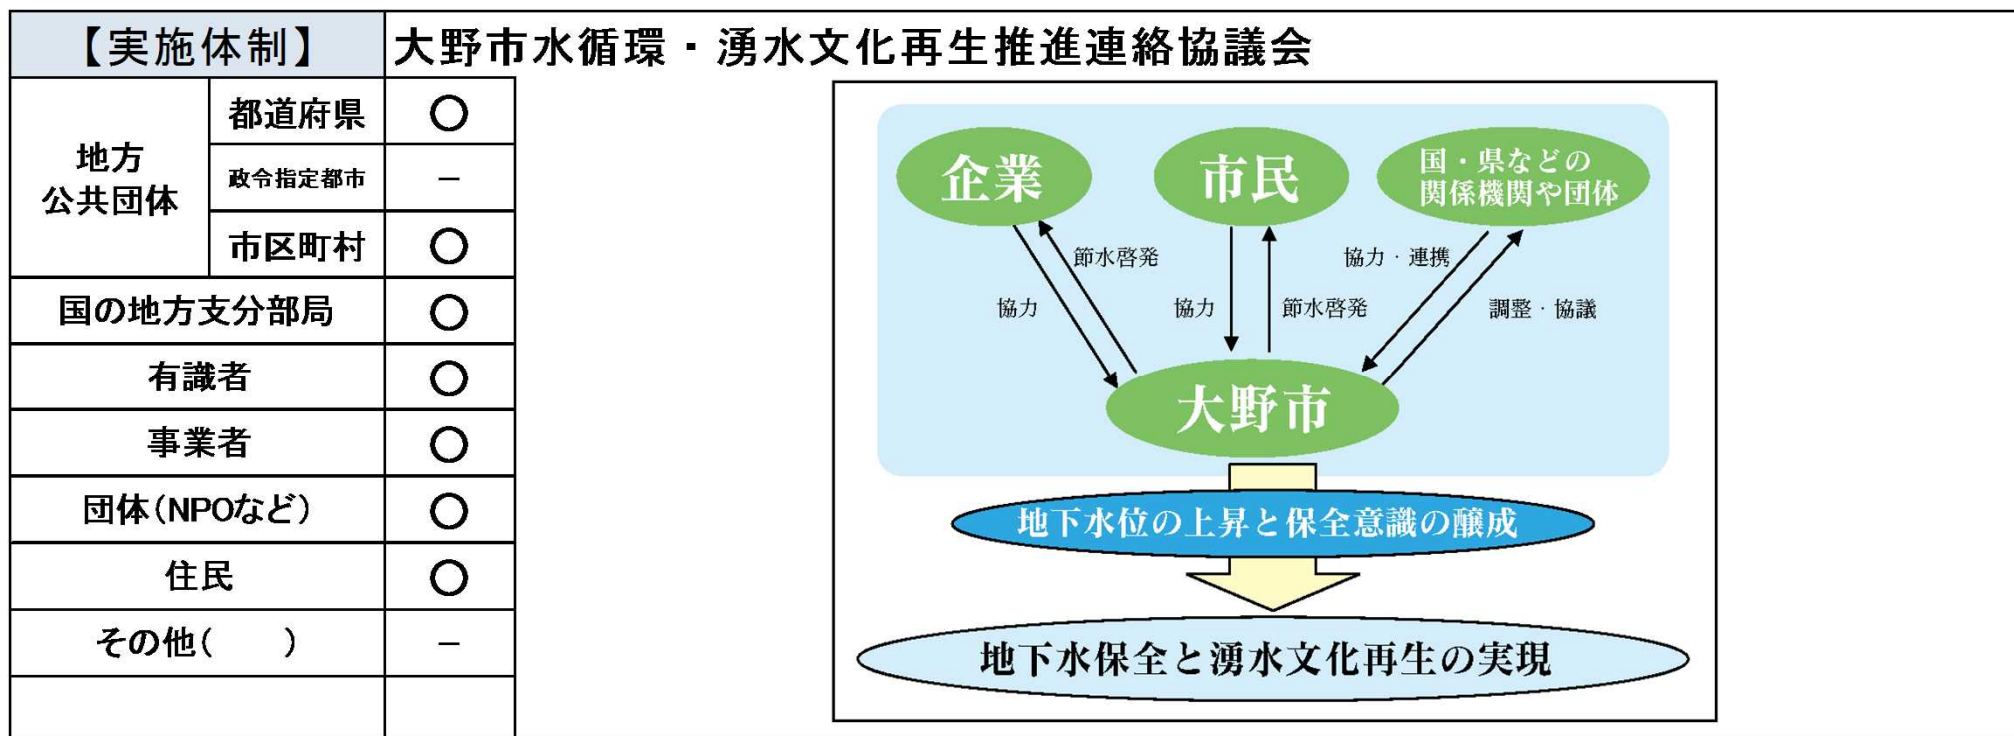 【実施体制】 大野市水循環・湧水文化再生推進連絡協議会
地方
公共団体
都道府県 ○
政令指定都市 －
市区町村 ○
国の地方支分部局 ○
有識者 ○
事業者 ○
団体(NPOなど) ○
住民 ○
その他(　　) －
企業
市民
国・県などの
関係機関や団体
節水啓発
協力
協力
節水啓発
協力・連携
調整・協議
大野市
地下水位の上昇と保全意識の醸成
地下水保全と湧水文化再生の実現